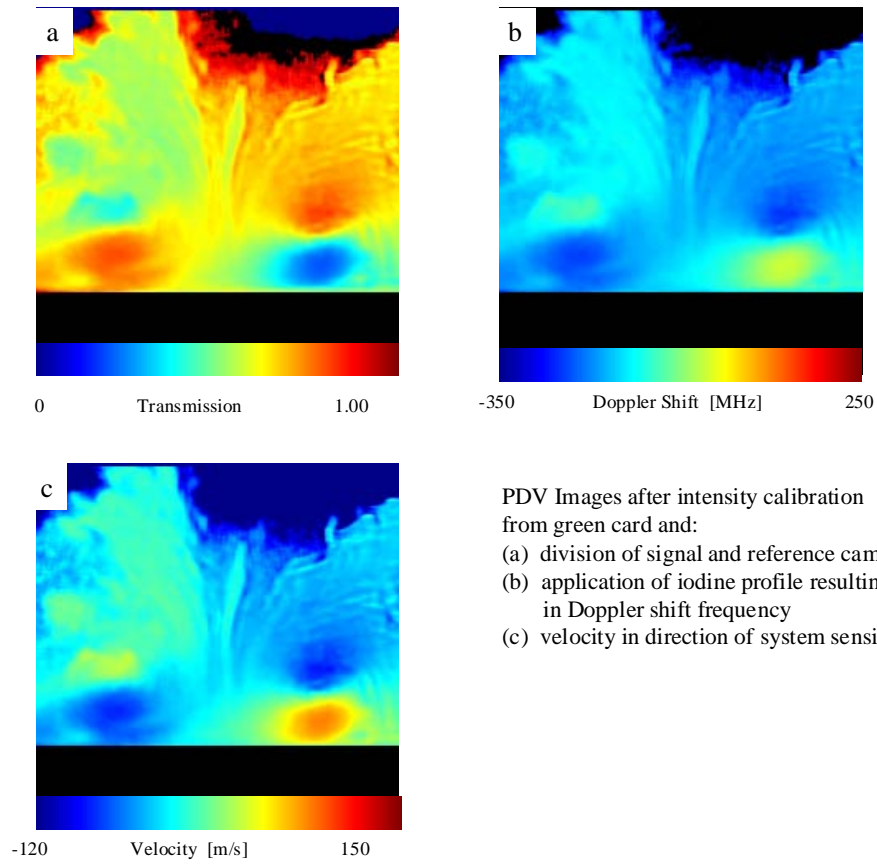 a
b
0 Transmission 1.00
-350 Doppler Shift [MHz] 250
c
PDV Images after intensity calibration
from green card and:
(a) division of signal and reference cam
(b) application of iodine profile resultin
in Doppler shift frequency
(c) velocity in direction of system sensi
-120 Velocity [m/s] 150